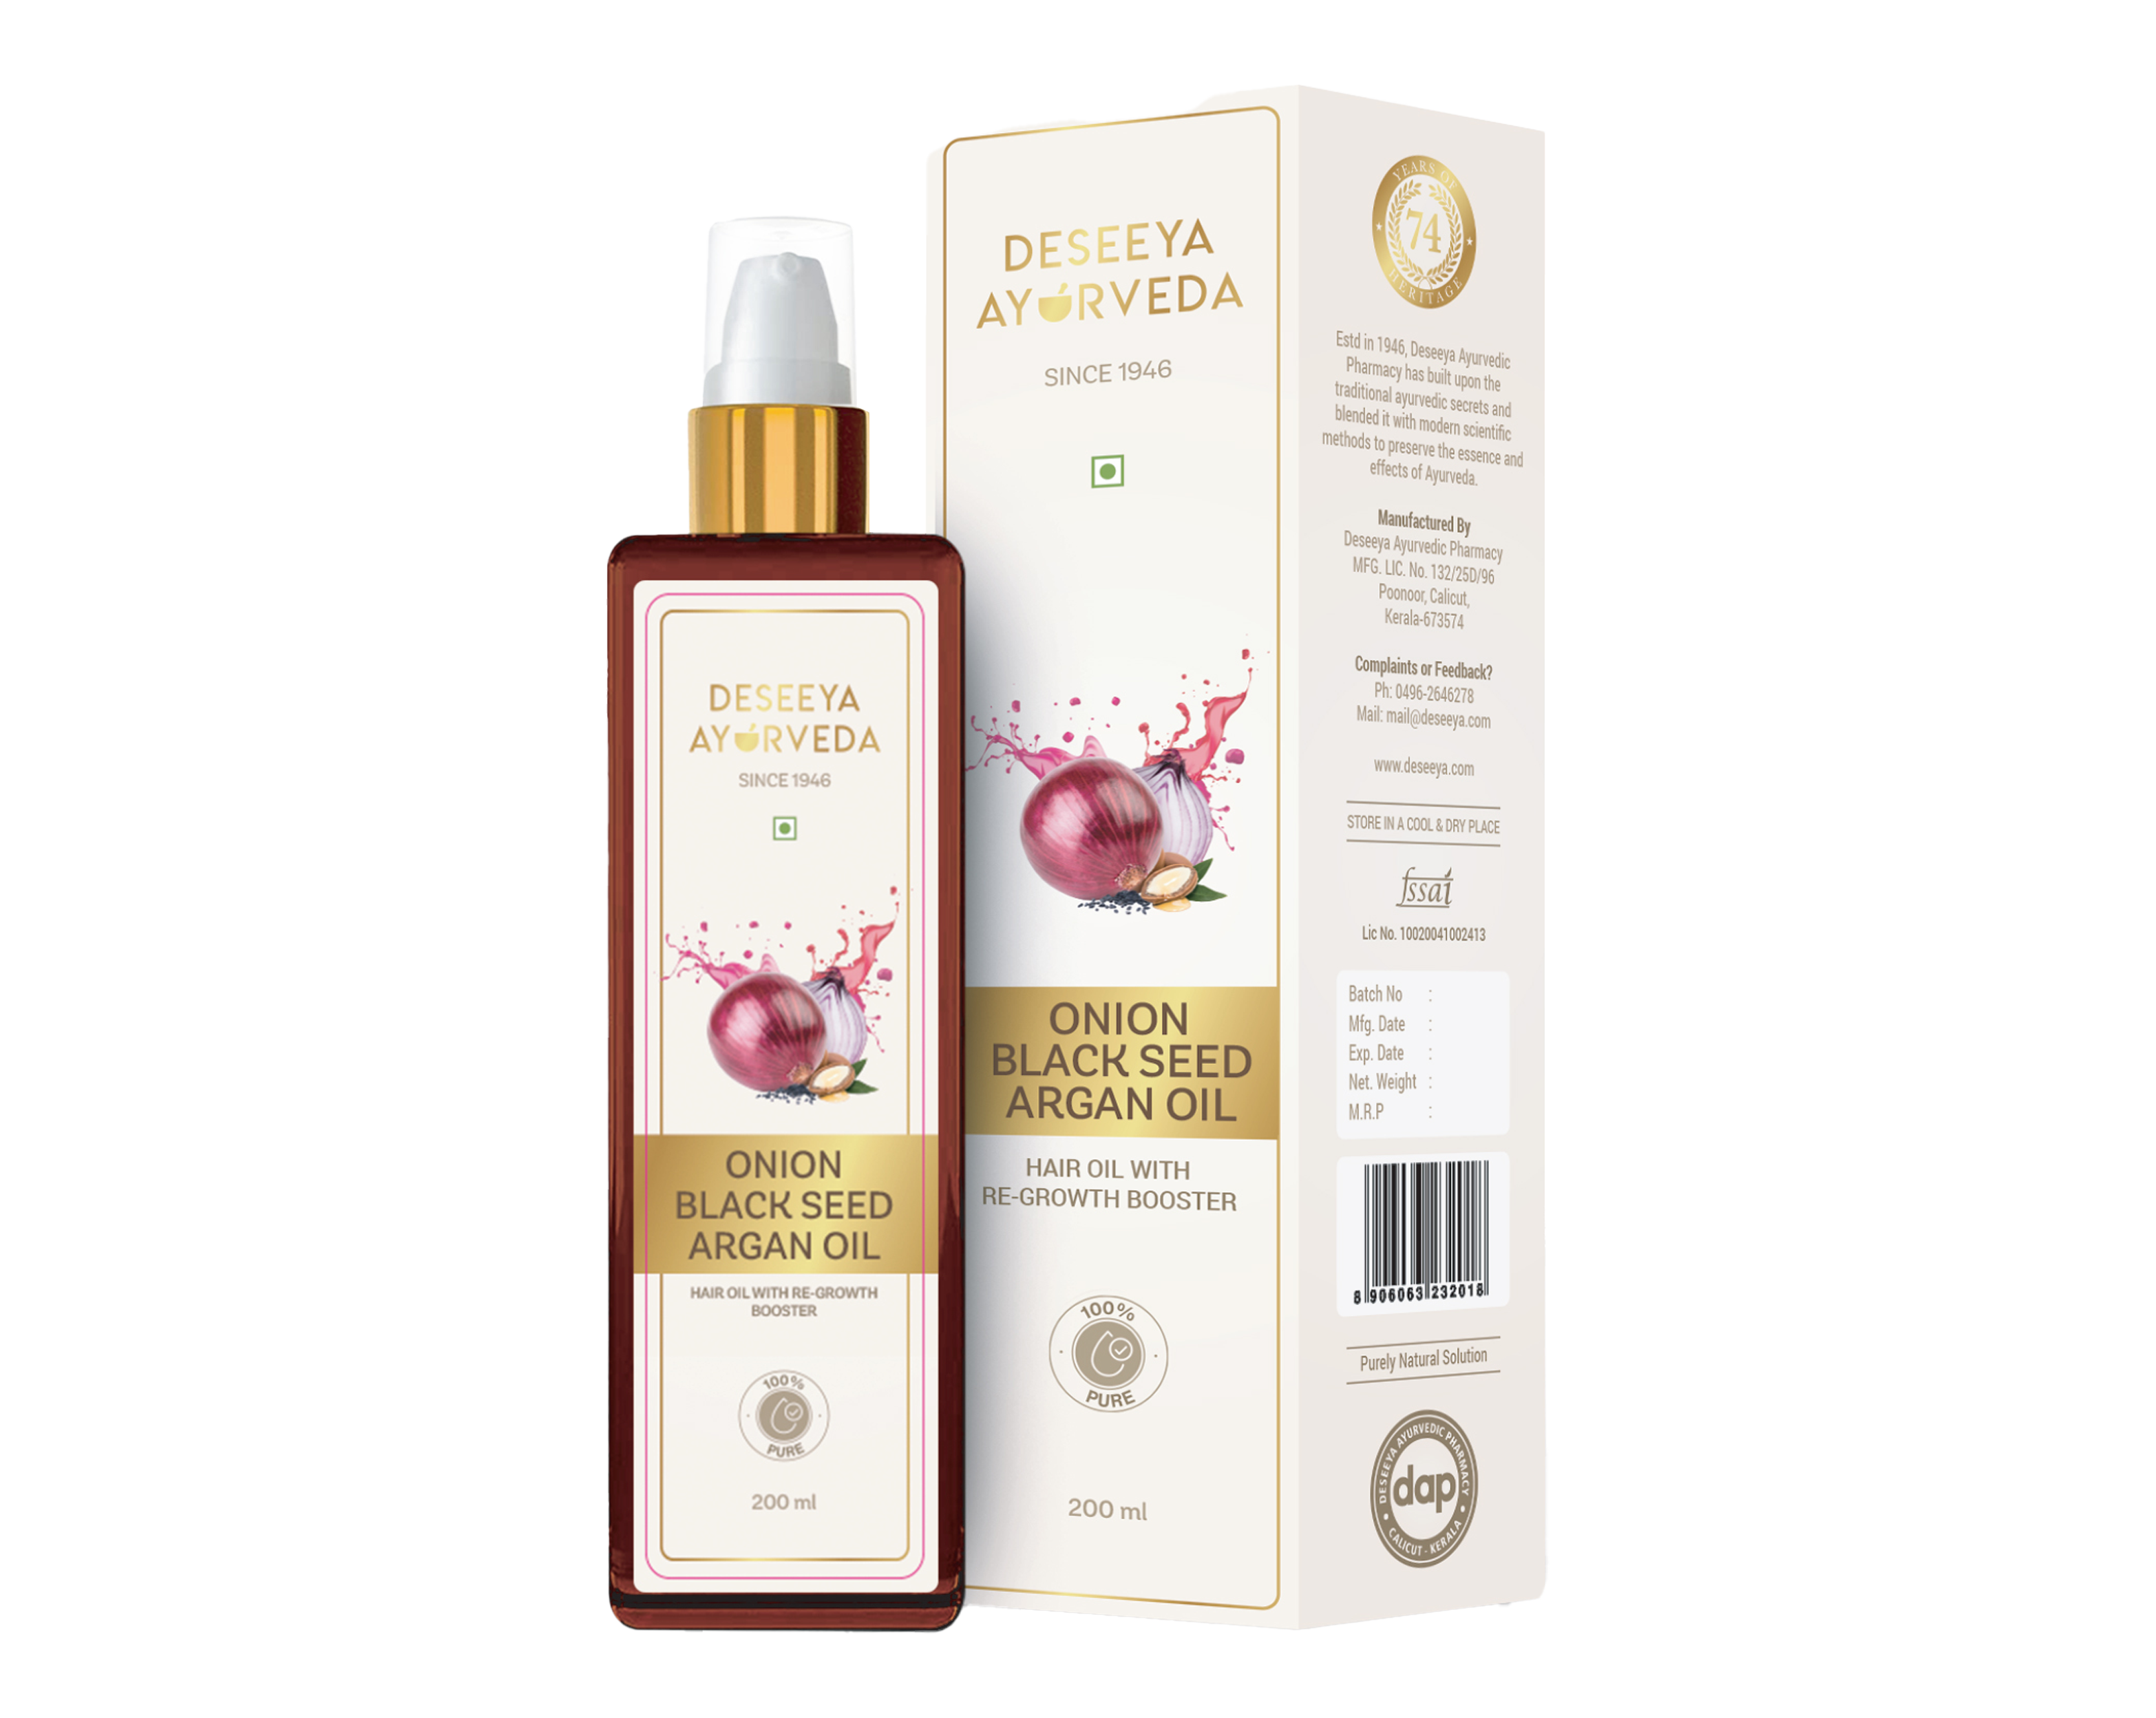 DESEEYA
AYURVEDA
SINCE 1946
ONION
BLACK SEED
ARGAN OIL
HAIR OIL WITH RE-GROWTH
BOOSTER
100%
PURE
200 ml
DESEEYA
AYURVEDA
SINCE 1946
ONION
BLACK SEED
ARGAN OIL
HAIR OIL WITH
RE-GROWTH BOOSTER
100%
PURE
200 ml
YEARS OF
74
HERITAGE
Estd in 1946, Deseeya Ayurvedic
Pharmacy has built upon the
traditional ayurvedic secrets and
blended it with modern scientific
methods to preserve the essence and
effects of Ayurveda.
Manufactured By
Deseeya Ayurvedic Pharmacy
MFG. LIC. No. 132/25D/96
Poonoor, Calicut,
Kerala-673574
Complaints or Feedback?
Ph: 0496-2646278
Mail: mail@deseeya.com
www.deseeya.com
STORE IN A COOL & DRY PLACE
fssai
Lic No. 10020041002413
Batch No :
Mfg. Date :
Exp. Date :
Net. Weight :
M.R.P :
8 906063 232018
Purely Natural Solution
DESEEYA AYURVEDIC PHARMACY
dap
CALICUT - KERALA